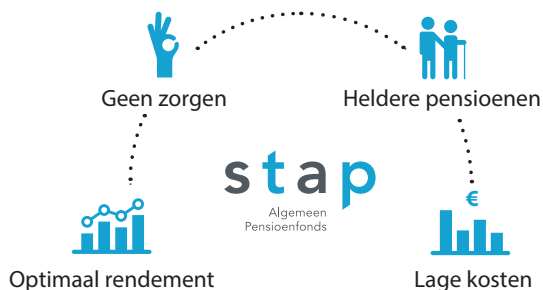 Geen zorgen
Heldere pensioenen
stap
Algemeen
Pensioenfonds
€
Optimaal rendement
Lage kosten